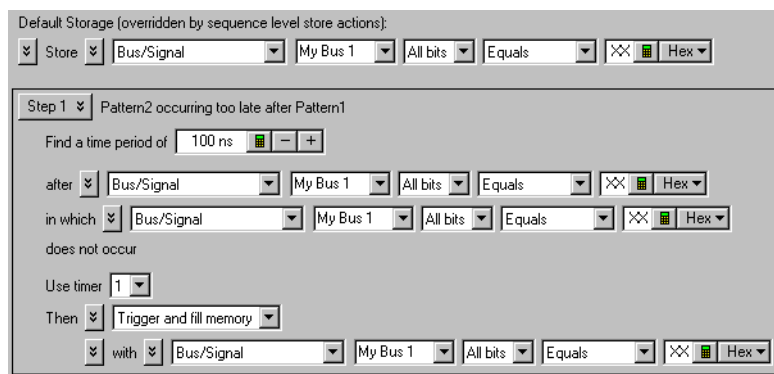 Default Storage (overridden by sequence level store actions):
Store Bus/Signal My Bus 1 All bits Equals XX Hex
Step 1 Pattern2 occurring too late after Pattern1
Find a time period of 100 ns − +
after Bus/Signal My Bus 1 All bits Equals XX Hex
in which Bus/Signal My Bus 1 All bits Equals XX Hex
does not occur
Use timer 1
Then Trigger and fill memory
with Bus/Signal My Bus 1 All bits Equals XX Hex